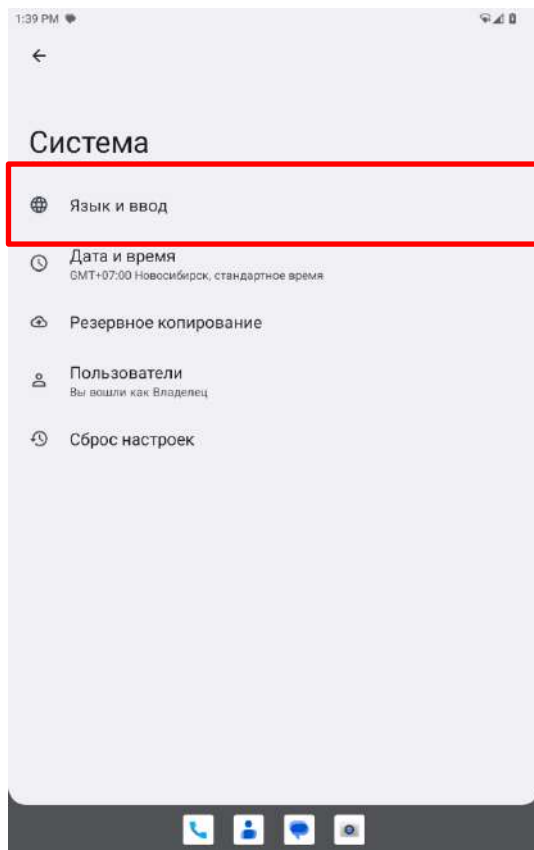 1:39 PM
Система
Язык и ввод
Дата и время
GMT+07:00 Новосибирск, стандартное время
Резервное копирование
Пользователи
Вы вошли как Владелец
Сброс настроек